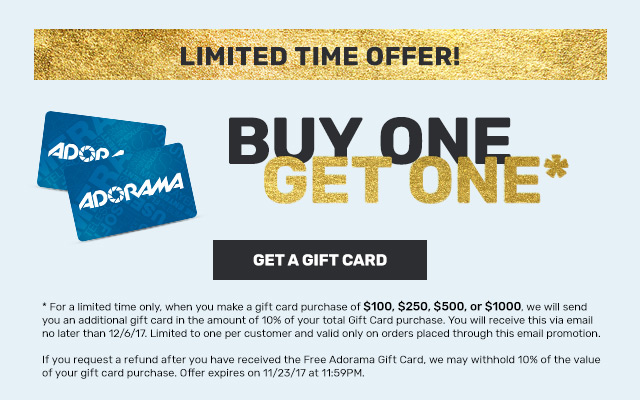 LIMITED TIME OFFER!
BUY ONE
GET ONE*
ADORAMA
GET A GIFT CARD
* For a limited time only, when you make a gift card purchase of $100, $250, $500, or $1000, we will send
you an additional gift card in the amount of 10% of your total Gift Card purchase. You will receive this via email
no later than 12/6/17. Limited to one per customer and valid only on orders placed through this email promotion.
If you request a refund after you have received the Free Adorama Gift Card, we may withhold 10% of the value
of your gift card purchase. Offer expires on 11/23/17 at 11:59PM.